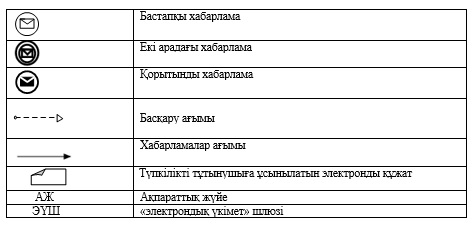 Бастапқы хабарлама
Екі арадағы хабарлама
Қорытынды хабарлама
Басқару ағымы
Хабарламалар ағымы
Түпкілікті тұтынушыға ұсынылатын электронды құжат
АЖ Ақпараттық жүйе
ЭҮШ «электрондық үкімет» шлюзі